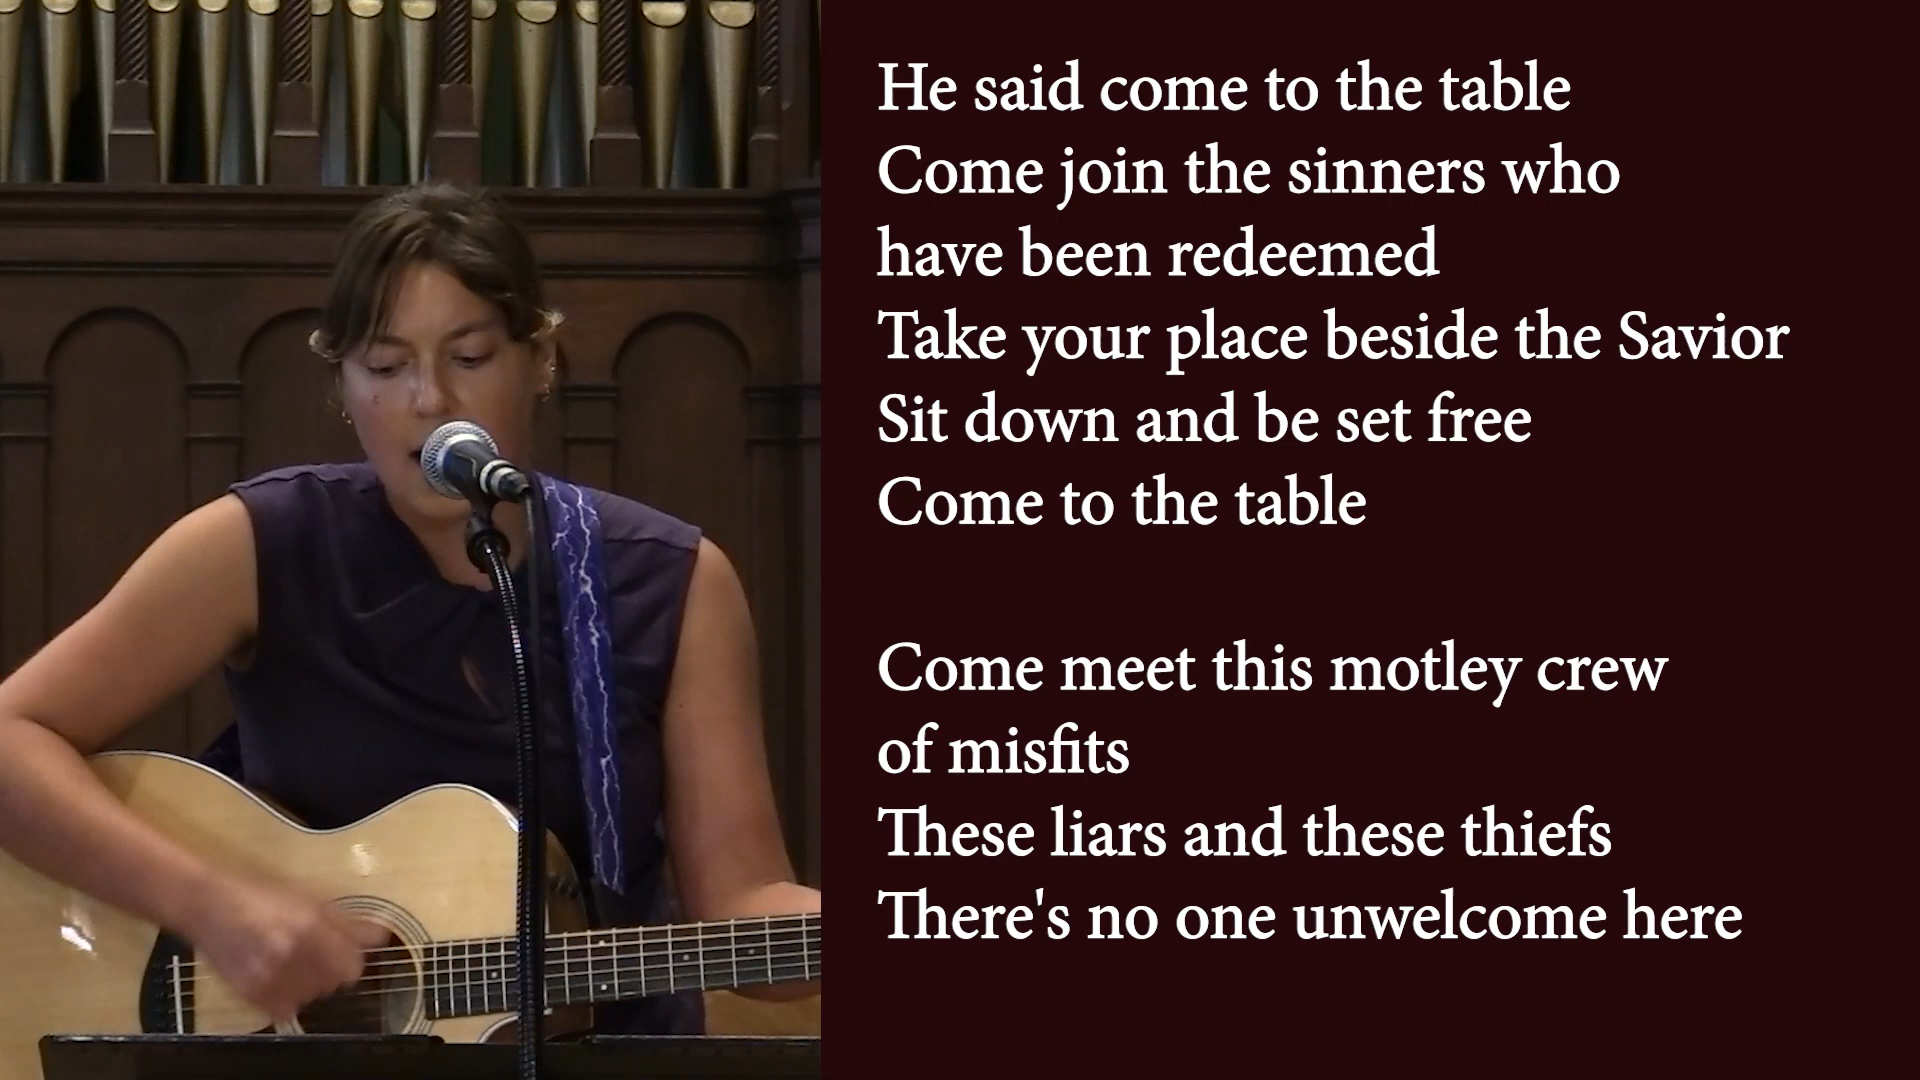 He said come to the table
Come join the sinners who
have been redeemed
Take your place beside the Savior
Sit down and be set free
Come to the table
Come meet this motley crew
of misfits
These liars and these thiefs
There's no one unwelcome here